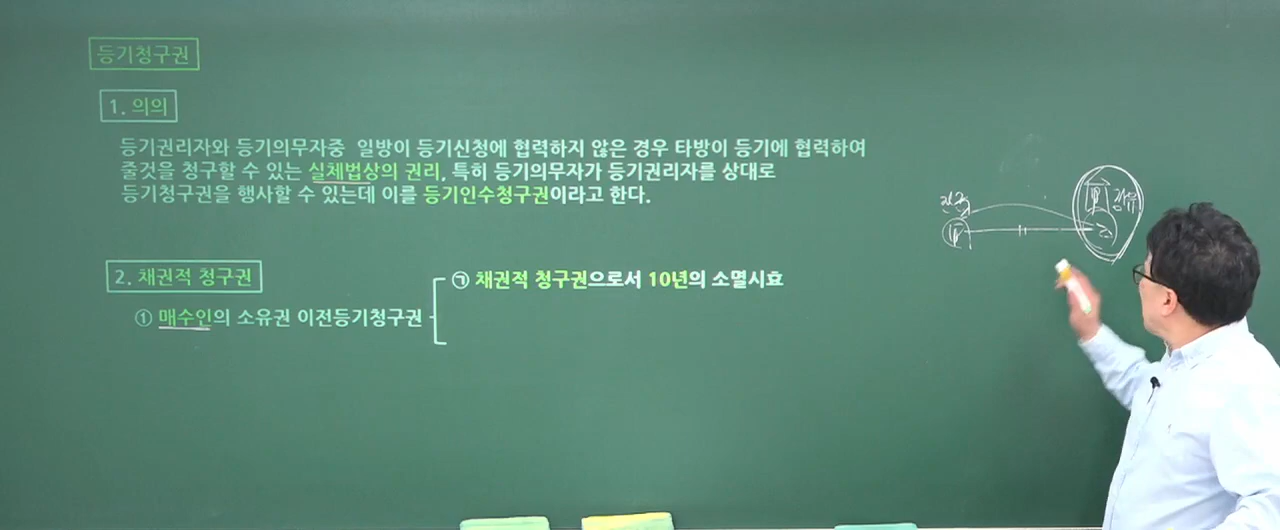 등기청구권
1. 의의
등기권리자와 등기의무자중 일방이 등기신청에 협력하지 않은 경우 타방이 등기에 협력하여
줄것을 청구할 수 있는 실체법상의 권리, 특히 등기의무자가 등기권리자를 상대로
등기청구권을 행사할 수 있는데 이를 등기인수청구권이라고 한다.
2. 채권적 청구권
㉠ 채권적 청구권으로서 10년의 소멸시효
① 매수인의 소유권 이전등기청구권